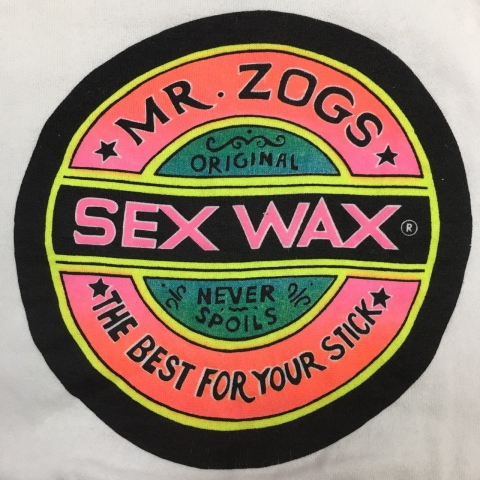 MR. ZOGS
ORIGINAL
SEX WAX ®
NEVER
SPOILS
THE BEST FOR YOUR STICK